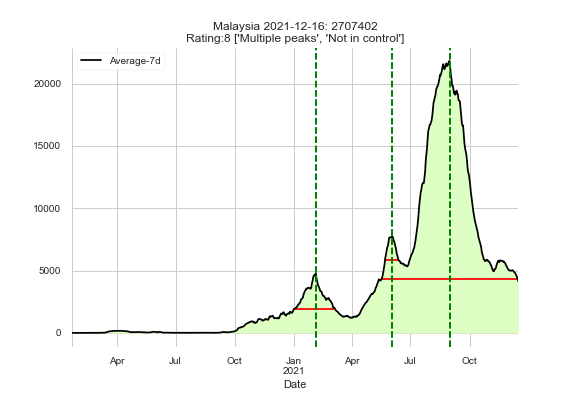 Malaysia 2021-12-16: 2707402
Rating:8 ['Multiple peaks', 'Not in control']
Average-7d
20000
15000
10000
5000
0
Apr Jul Oct Jan Apr Jul Oct
2021
Date